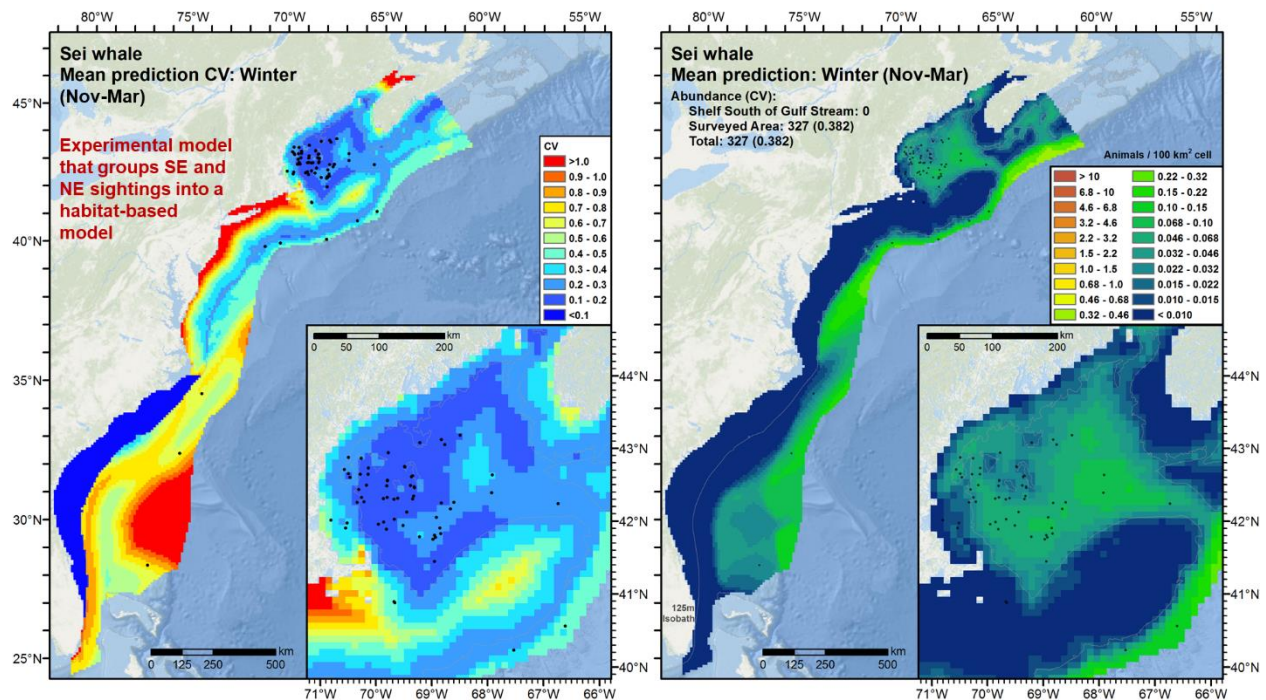 80°W 75°W 70°W 65°W 60°W 55°W
Sei whale
Mean prediction CV: Winter
(Nov-Mar)
Experimental model
that groups SE and
NE sightings into a
habitat-based
model
CV
>1.0
0.9 - 1.0
0.8 - 0.9
0.7 - 0.8
0.6 - 0.7
0.5 - 0.6
0.4 - 0.5
0.3 - 0.4
0.2 - 0.3
0.1 - 0.2
<0.1
45°N
40°N
35°N
30°N
25°N
km
0 50 100 200
km
0 125 250 500
44°N
43°N
42°N
41°N
40°N
80°W 75°W 71°W 70°W 69°W 68°W 67°W 66°W
80°W 75°W 70°W 65°W 60°W 55°W
Sei whale
Mean prediction: Winter (Nov-Mar)
Abundance (CV):
Shelf South of Gulf Stream: 0
Surveyed Area: 327 (0.382)
Total: 327 (0.382)
Animals / 100 km² cell
> 10
6.8 - 10
4.6 - 6.8
3.2 - 4.6
2.2 - 3.2
1.5 - 2.2
1.0 - 1.5
0.68 - 1.0
0.46 - 0.68
0.32 - 0.46
0.22 - 0.32
0.15 - 0.22
0.10 - 0.15
0.068 - 0.10
0.046 - 0.068
0.032 - 0.046
0.022 - 0.032
0.015 - 0.022
0.010 - 0.015
< 0.010
45°N
40°N
35°N
30°N
25°N
125m
Isobath
km
0 50 100 200
km
0 125 250 500
44°N
43°N
42°N
41°N
40°N
80°W 75°W 71°W 70°W 69°W 68°W 67°W 66°W